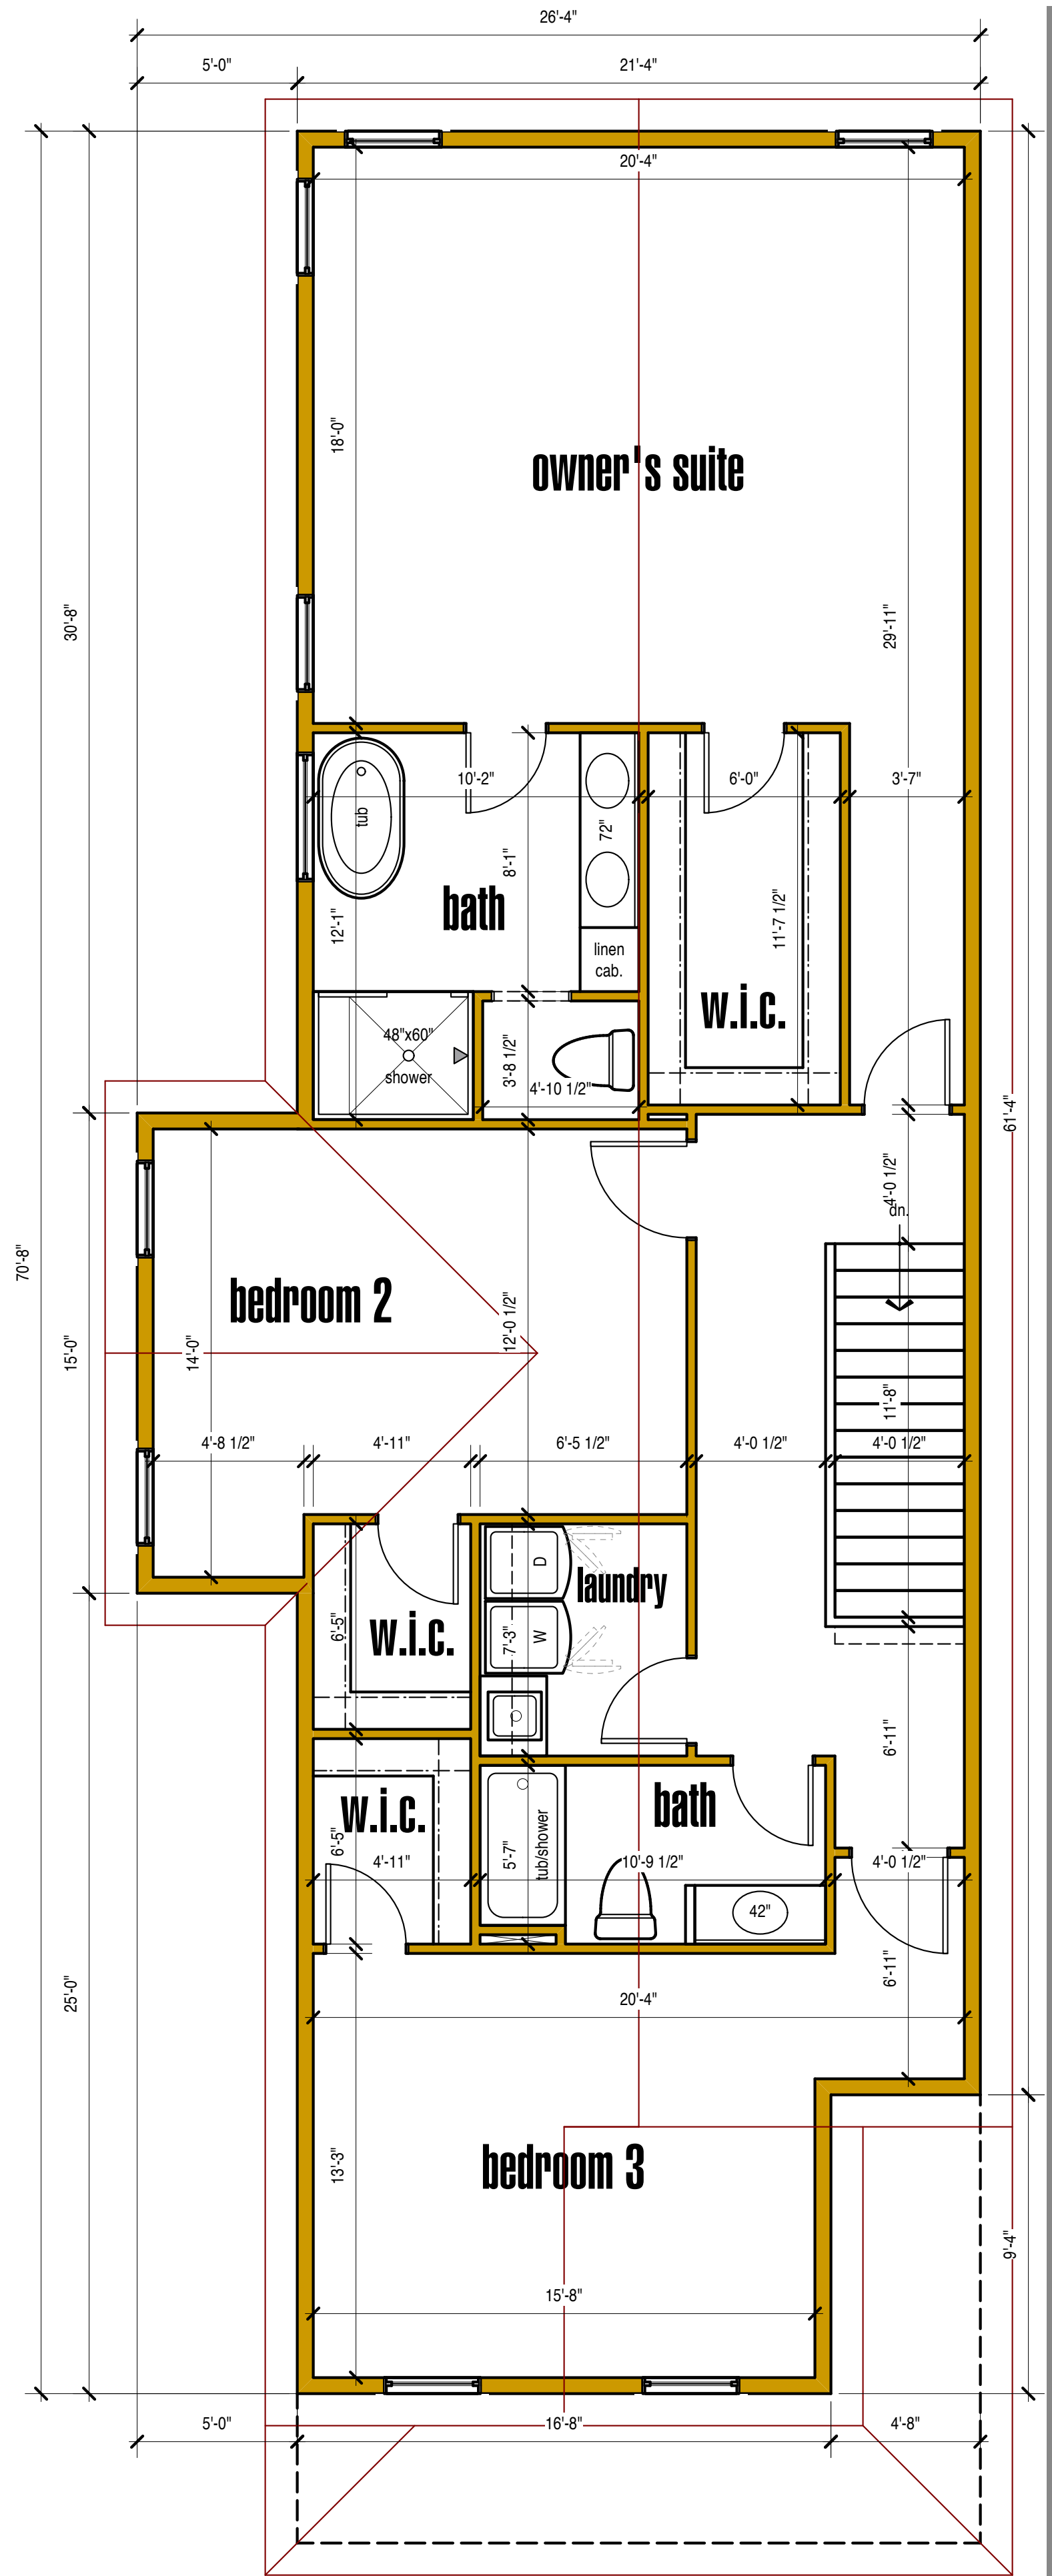 26'-4"
5'-0"
21'-4"
20'-4"
18'-0"
owner's suite
30'-8"
29'-11"
10'-2"
6'-0"
3'-7"
tub
72"
8'-1"
bath
12'-1"
11'-7 1/2"
linen
cab.
w.i.c.
48"x60"
shower
3'-8 1/2"
4'-10 1/2"
61'-4"
4'-0 1/2"
dn.
70'-8"
bedroom 2
12'-0 1/2"
15'-0"
14'-0"
11'-8"
4'-8 1/2"
4'-11"
6'-5 1/2"
4'-0 1/2"
4'-0 1/2"
D
laundry
6'-5"
w.i.c.
7'-3"
W
6'-11"
w.i.c.
bath
6'-5"
4'-11"
5'-7"
tub/shower
10'-9 1/2"
4'-0 1/2"
42"
6'-11"
25'-0"
20'-4"
13'-3"
bedroom 3
9'-4"
15'-8"
5'-0"
16'-8"
4'-8"